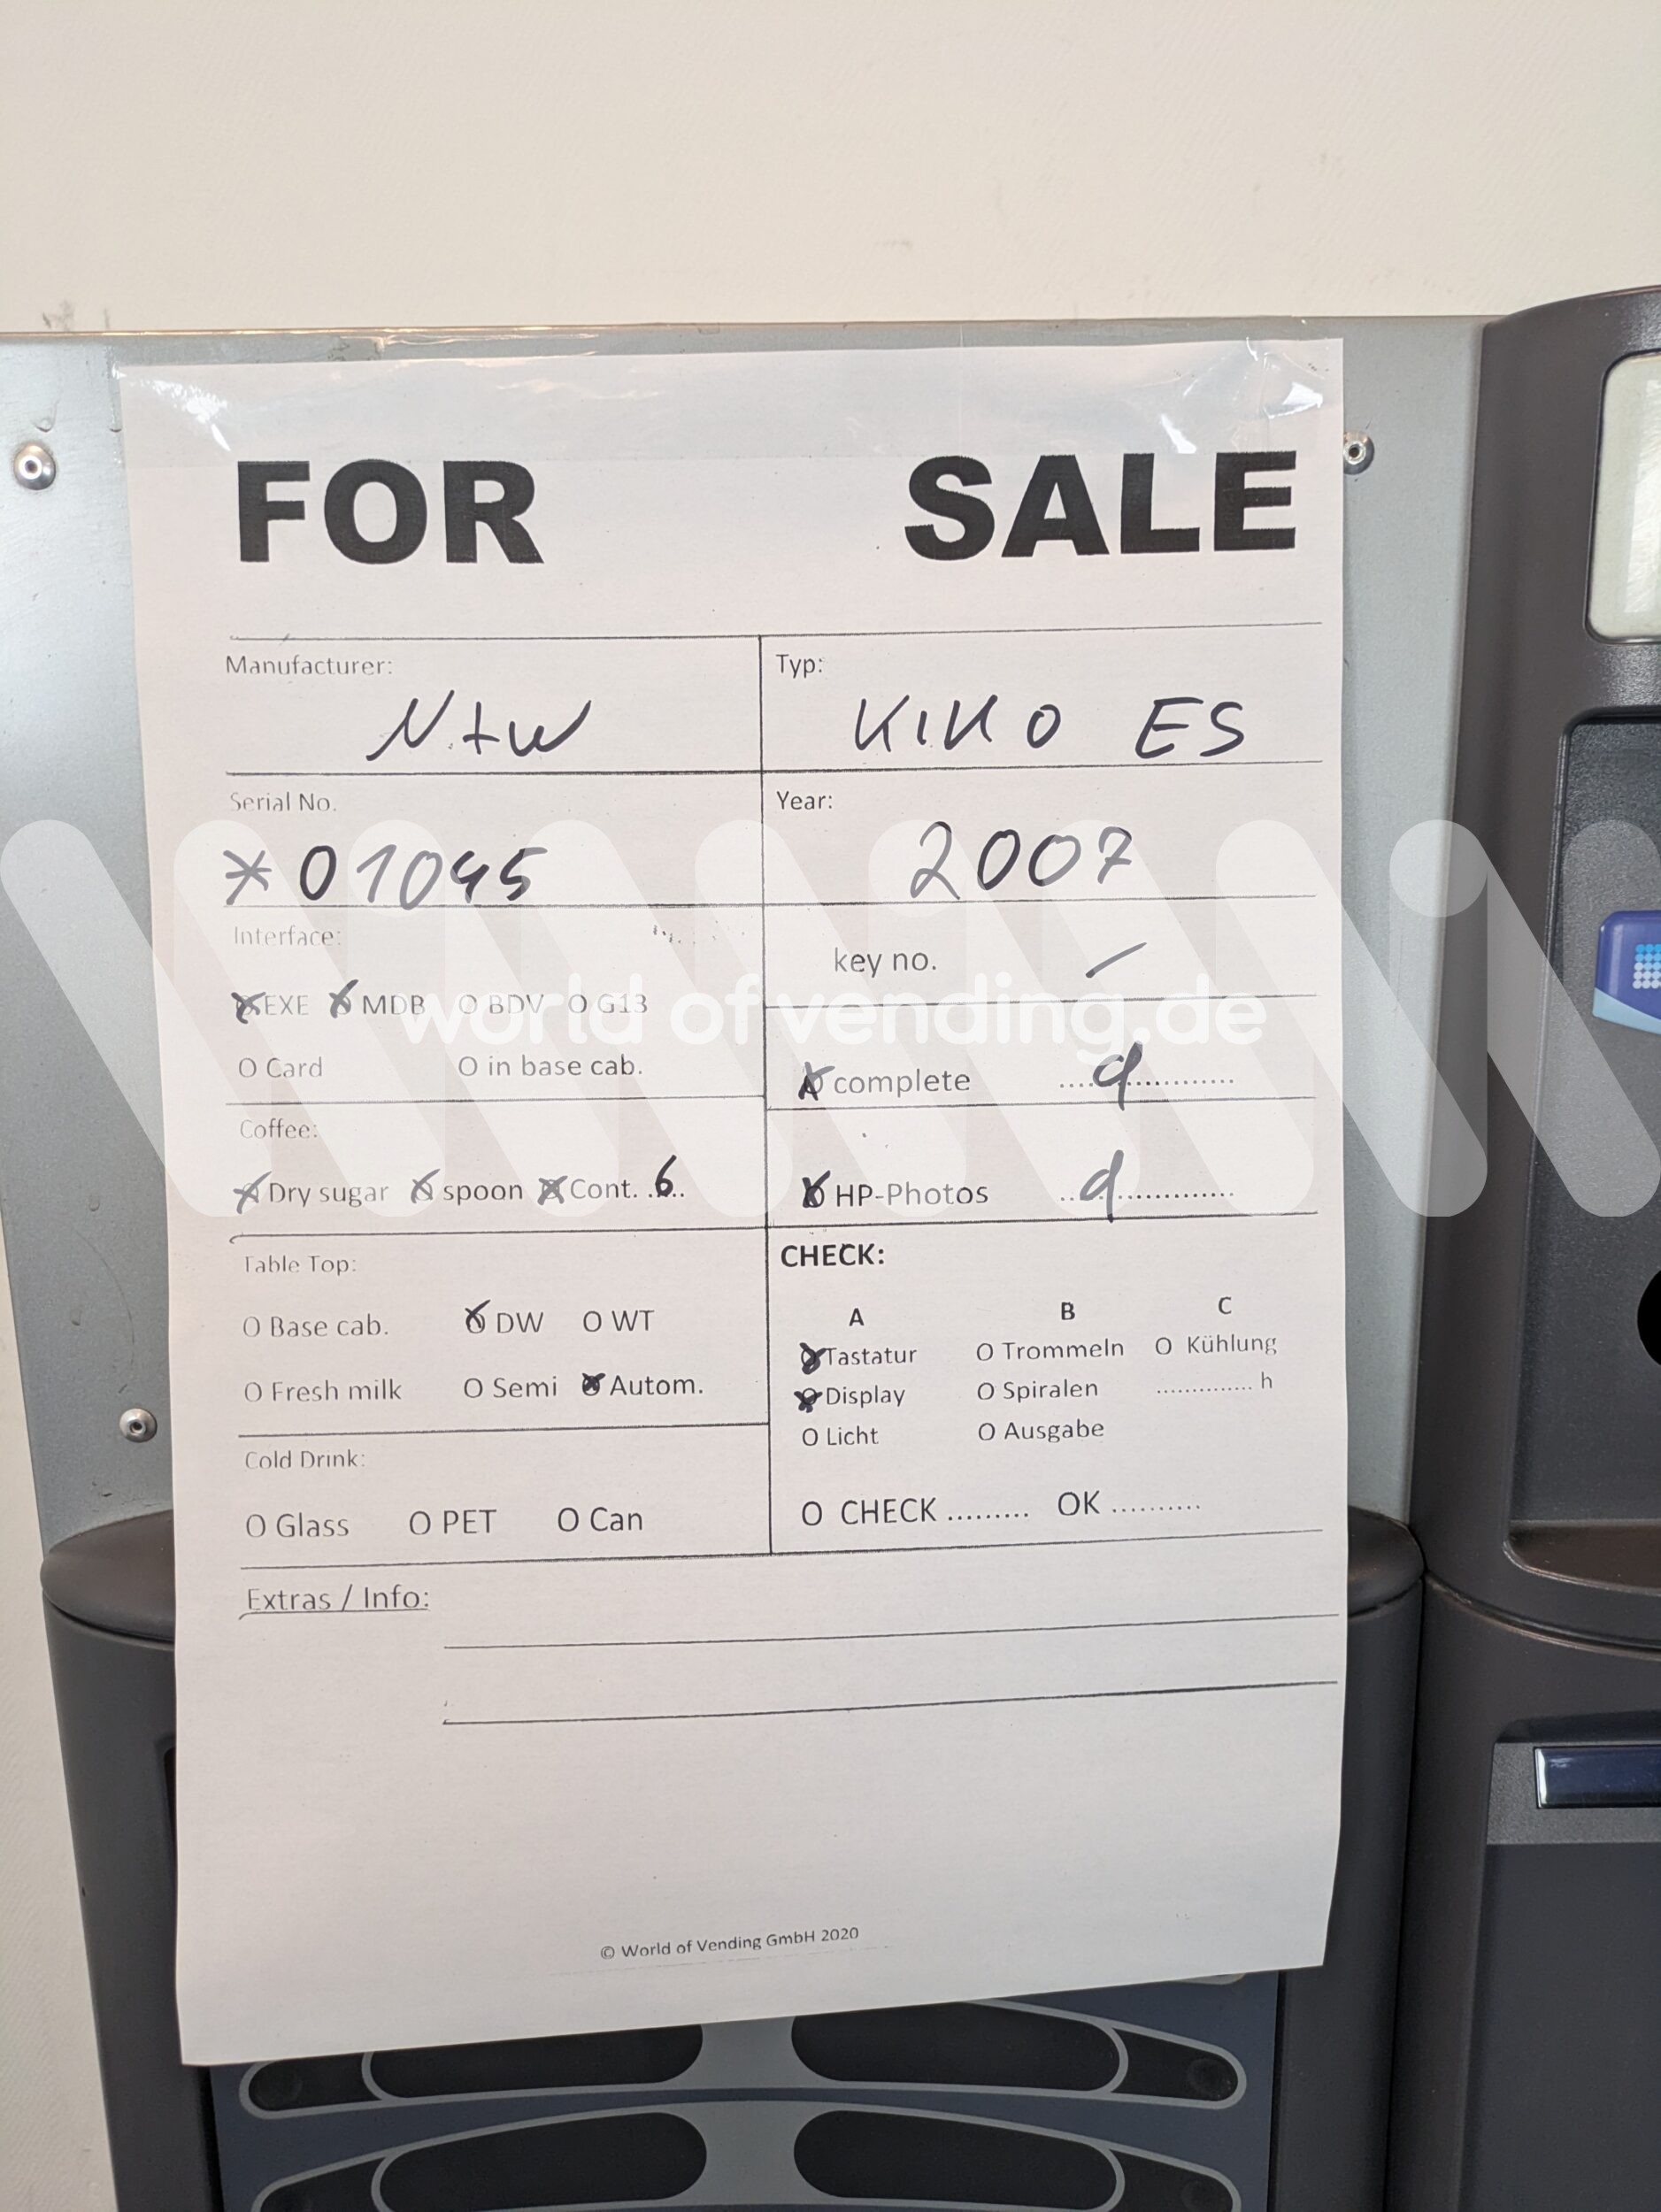 FOR SALE
Manufacturer: Typ:
N+W KIKO ES
Serial No. Year:
*01045 2007
Interface:
EXE MDB O BDV O G13
O Card O in base cab.
key no. /
complete
Coffee:
Dry sugar spoon Cont. 6
HP-Photos
Table Top:
O Base cab. DW O WT
O Fresh milk O Semi Autom.
CHECK:
A B C
Tastatur O Trommeln O Kühlung
Display O Spiralen ............... h
O Licht O Ausgabe
Cold Drink:
O Glass O PET O Can
O CHECK ......... OK ..........
Extras / Info:
© World of Vending GmbH 2020
world of vending.de